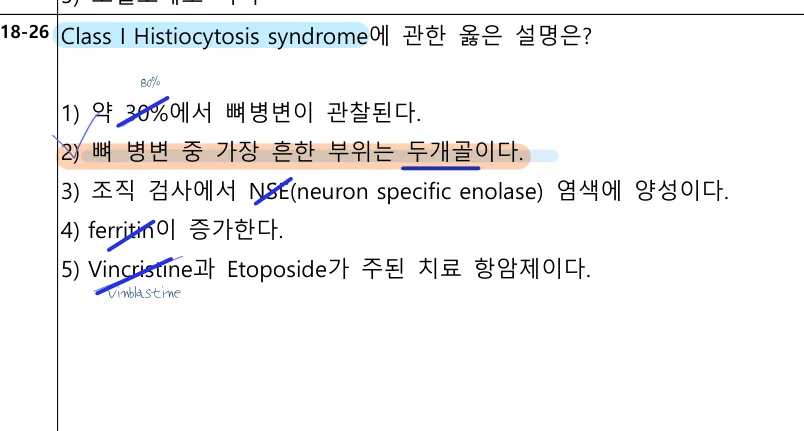 18-26 Class I Histiocytosis syndrome에 관한 옳은 설명은?
80%
1) 약 30%에서 뼈병변이 관찰된다.
2) 뼈 병변 중 가장 흔한 부위는 두개골이다.
3) 조직 검사에서 NSE(neuron specific enolase) 염색에 양성이다.
4) ferritin이 증가한다.
5) Vincristine과 Etoposide가 주된 치료 항암제이다.
Vinblastine